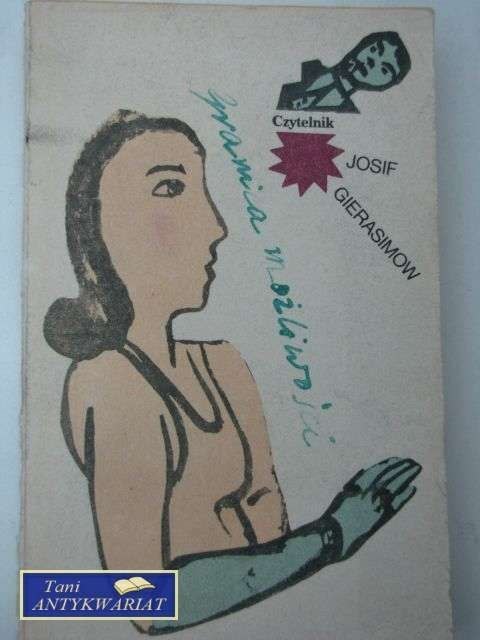 Czytelnik
JOSIF
GIERASIMOW
granica możliwości
Tani
ANTYKWARIAT